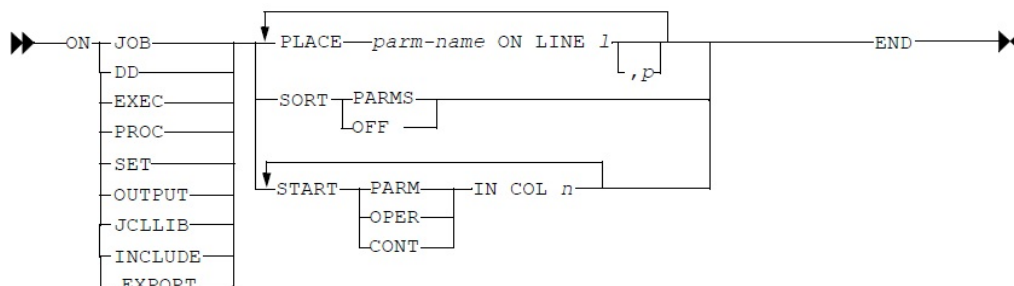 ON JOB PLACE parm-name ON LINE l END
DD ,p
EXEC SORT PARMS
PROC OFF
SET
OUTPUT START PARM IN COL n
JCLLIB OPER
INCLUDE CONT
EXPORT